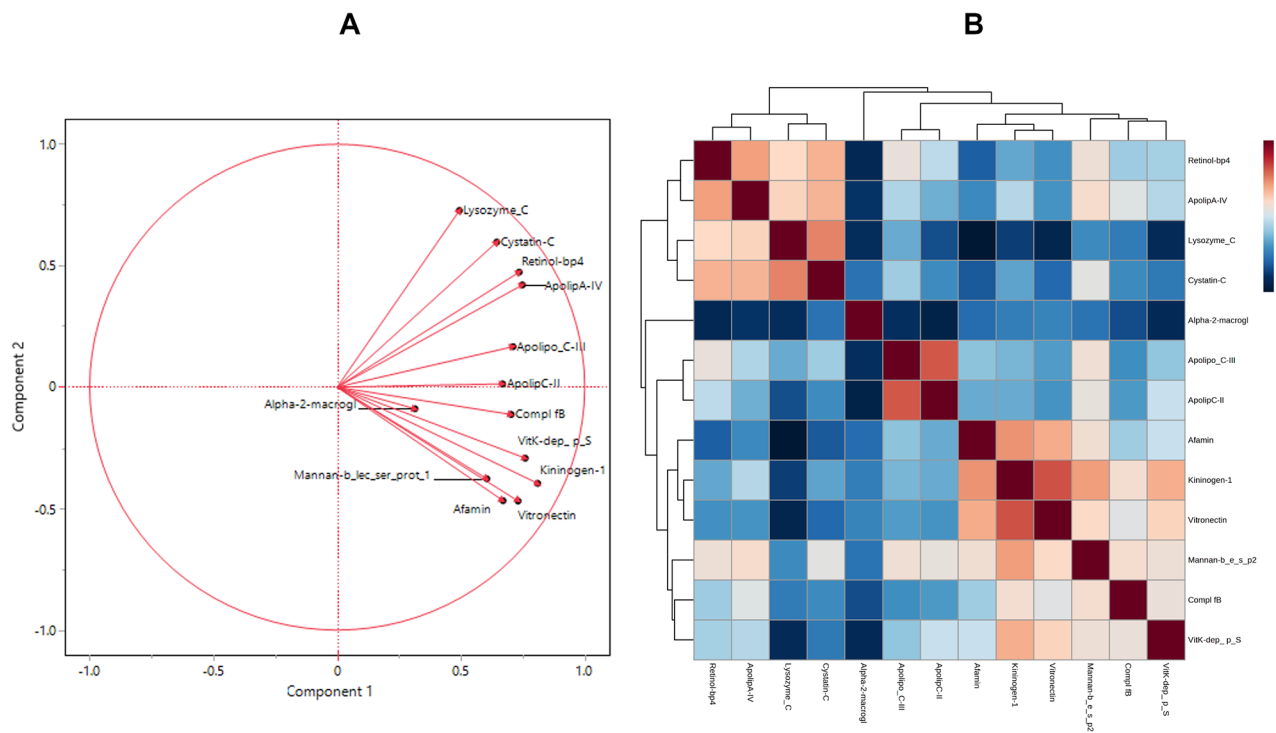 A
B
1.0
0.5
0
-0.5
-1.0
Component 2
Lysozyme_C
Cystatin-C
Retinol-bp4
ApolipA-IV
Apolipo_C-III
ApolipC-II
Alpha-2-macrogl
Compl fB
VitK-dep_ p_S
Kininogen-1
Mannan-b_lec_ser_prot_1
Afamin
Vitronectin
-1.0 -0.5 0 0.5 1.0
Component 1
Retinol-bp4
ApolipA-IV
Lysozyme_C
Cystatin-C
Alpha-2-macrogl
Apolipo_C-III
ApolipC-II
Afamin
Kininogen-1
Vitronectin
Mannan-b_e_s_p2
Compl fB
VitK-dep_ p_S
Retinol-bp4
ApolipA-IV
Lysozyme_C
Cystatin-C
Alpha-2-macrogl
Apolipo_C-III
ApolipC-II
Afamin
Kininogen-1
Vitronectin
Mannan-b_e_s_p2
Compl fB
VitK-dep_ p_S